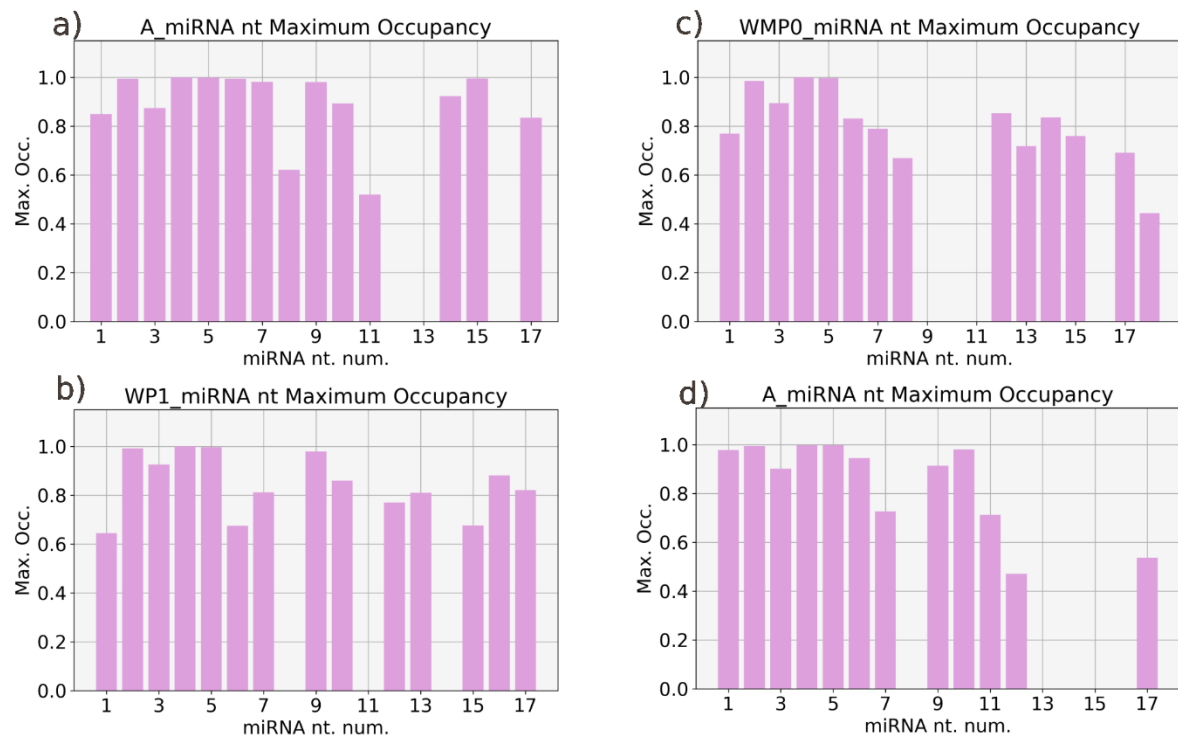 a)
A_miRNA nt Maximum Occupancy
Max. Occ.
1.0
0.8
0.6
0.4
0.2
0.0
1 3 5 7 9 11 13 15 17
miRNA nt. num.
b)
WP1_miRNA nt Maximum Occupancy
Max. Occ.
1.0
0.8
0.6
0.4
0.2
0.0
1 3 5 7 9 11 13 15 17
miRNA nt. num.
c)
WMP0_miRNA nt Maximum Occupancy
Max. Occ.
1.0
0.8
0.6
0.4
0.2
0.0
1 3 5 7 9 11 13 15 17
miRNA nt. num.
d)
A_miRNA nt Maximum Occupancy
Max. Occ.
1.0
0.8
0.6
0.4
0.2
0.0
1 3 5 7 9 11 13 15 17
miRNA nt. num.